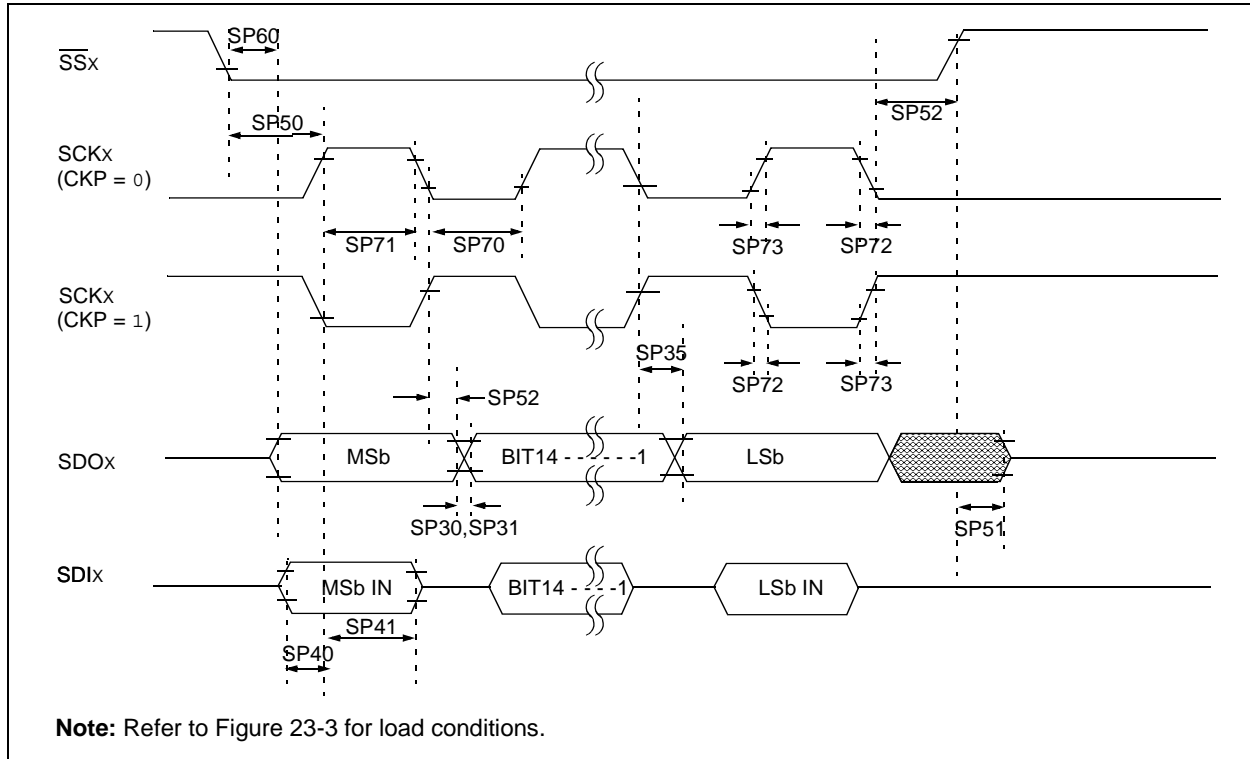 SP60
SSx
SP52
SP50
SCKx
(CKP = 0)
SP71
SP70
SP73
SP72
SCKx
(CKP = 1)
SP35
SP72
SP73
SP52
SDOx
MSb
BIT14 - - - - - -1
LSb
SP30,SP31
SP51
SDIx
MSb IN
BIT14 - - - -1
LSb IN
SP41
SP40
Note: Refer to Figure 23-3 for load conditions.